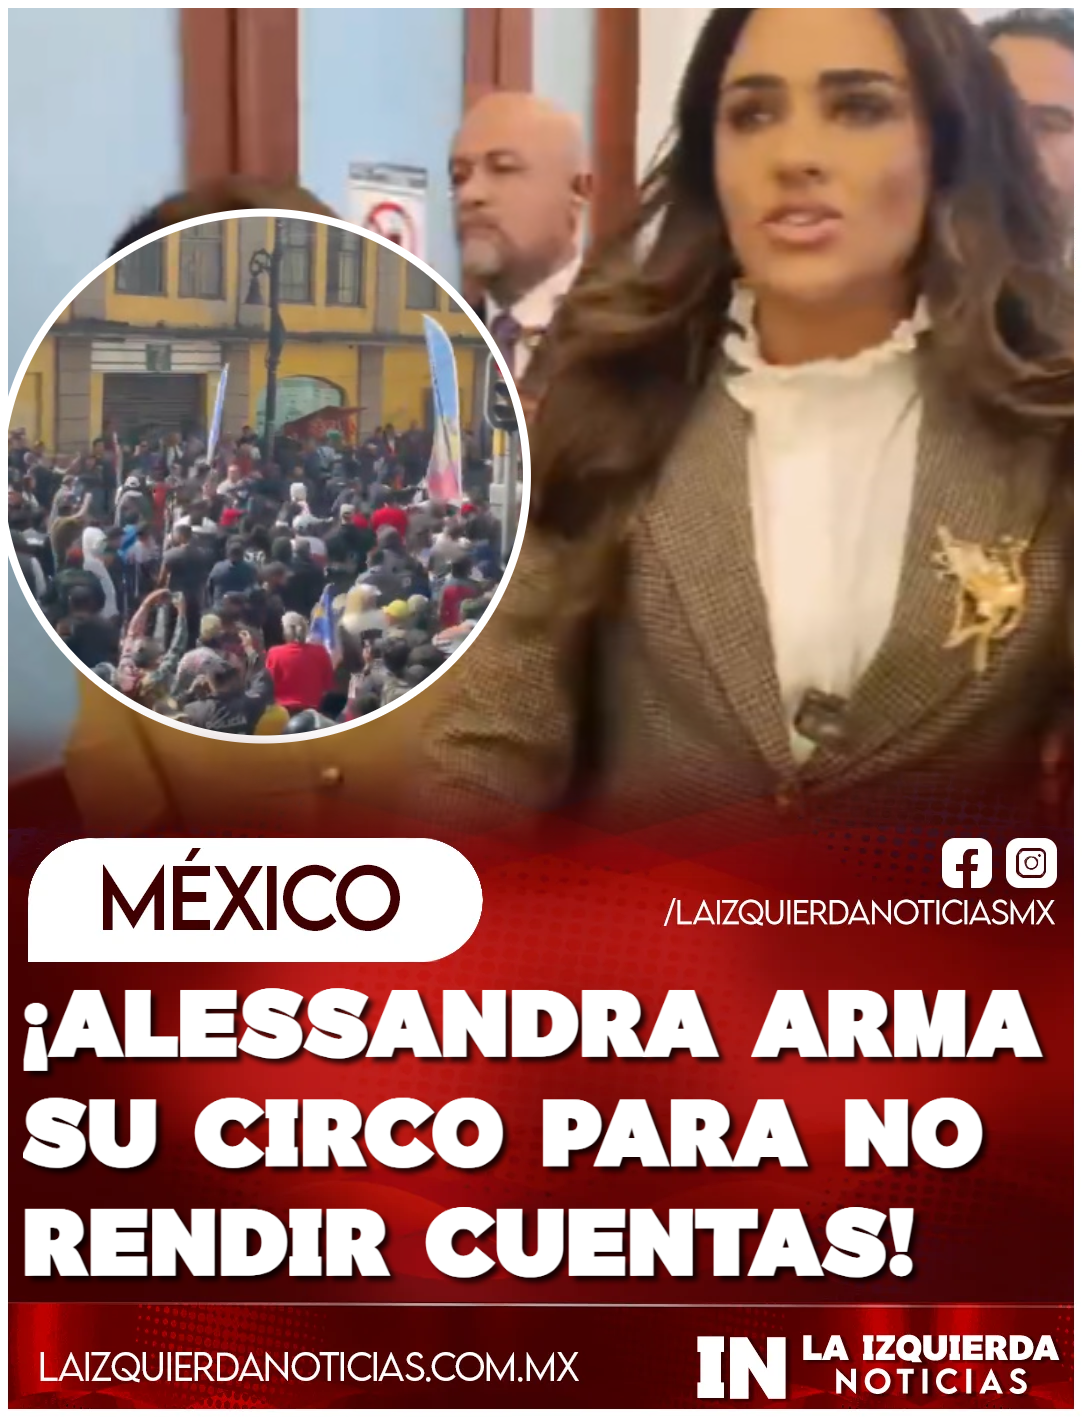 MÉXICO
/LAIZQUIERDANOTICIASMX
¡ALESSANDRA ARMA
SU CIRCO PARA NO
RENDIR CUENTAS!
LAIZQUIERDANOTICIAS.COM.MX
IN LA IZQUIERDA
NOTICIAS